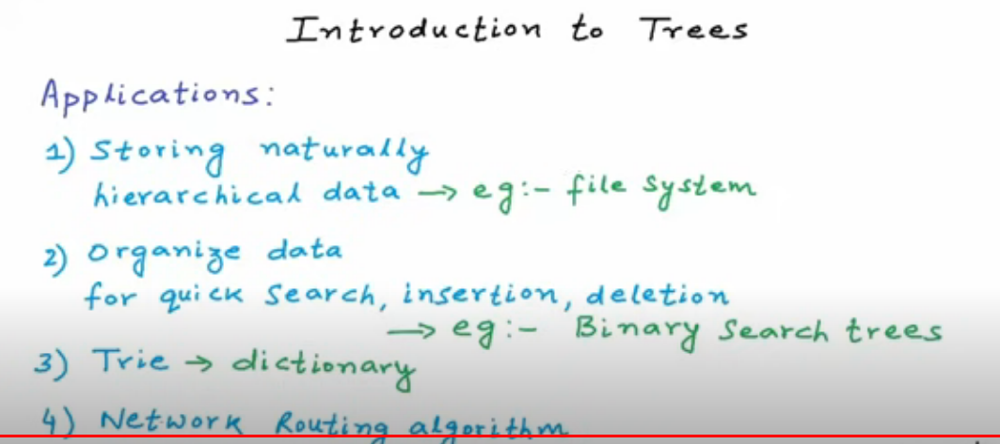 Introduction to Trees
Applications:
1) Storing naturally
hierarchical data → eg:- file system
2) Organize data
for quick search, insertion, deletion
→ eg:- Binary Search trees
3) Trie → dictionary
4) Network Routing algorithm